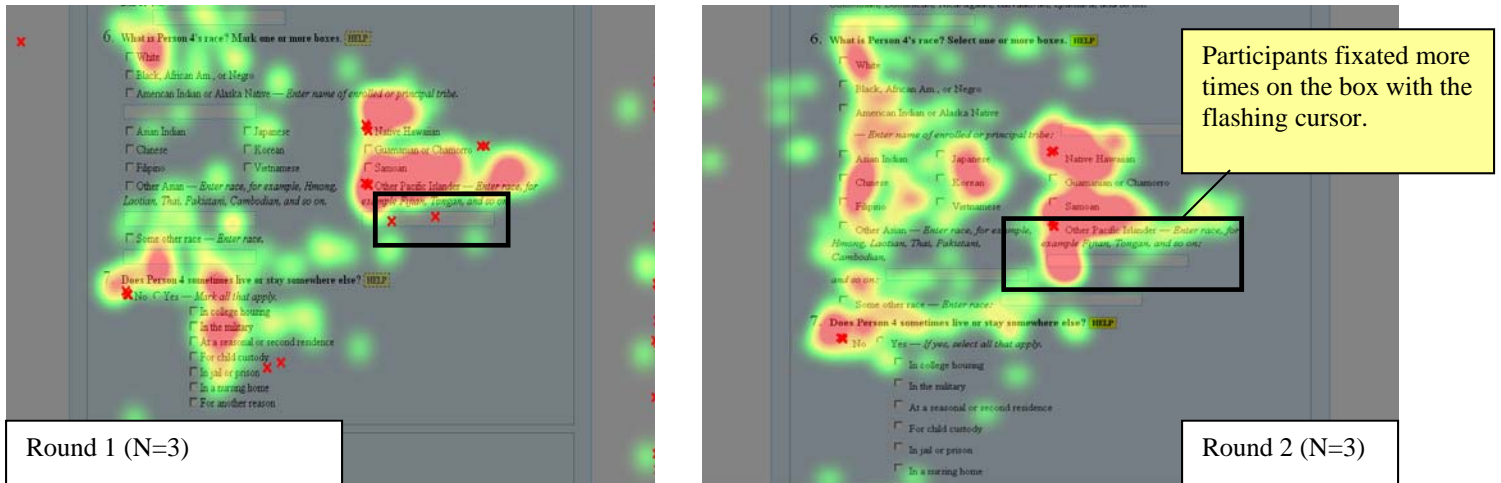 6. What is Person 4's race? Mark one or more boxes. HELP
White
Black, African Am., or Negro
American Indian or Alaska Native — Enter name of enrolled or principal tribe.
Asian Indian Japanese Native Hawaiian
Chinese Korean Guamanian or Chamorro
Filipino Vietnamese Samoan
Other Asian — Enter race, for example, Hmong, Other Pacific Islander — Enter race, for
Laotian, Thai, Pakistani, Cambodian, and so on. example Fijian, Tongan, and so on
Some other race — Enter race.
7. Does Person 4 sometimes live or stay somewhere else? HELP
No Yes — Mark all that apply.
In college housing
In the military
At a seasonal or second residence
For child custody
In jail or prison
In a nursing home
For another reason
Round 1 (N=3)
6. What is Person 4's race? Select one or more boxes. HELP
White
Black, African Am., or Negro
American Indian or Alaska Native
— Enter name of enrolled or principal tribe:
Asian Indian Japanese Native Hawaiian
Chinese Korean Guamanian or Chamorro
Filipino Vietnamese Samoan
Other Asian — Enter race, for example, Other Pacific Islander — Enter race, for
Hmong, Laotian, Thai, Pakistani, example Fijian, Tongan, and so on:
Cambodian,
and so on:
Some other race — Enter race:
7. Does Person 4 sometimes live or stay somewhere else? HELP
No Yes — If yes, select all that apply.
In college housing
In the military
At a seasonal or second residence
For child custody
In jail or prison
In a nursing home
Participants fixated more
times on the box with the
flashing cursor.
Round 2 (N=3)